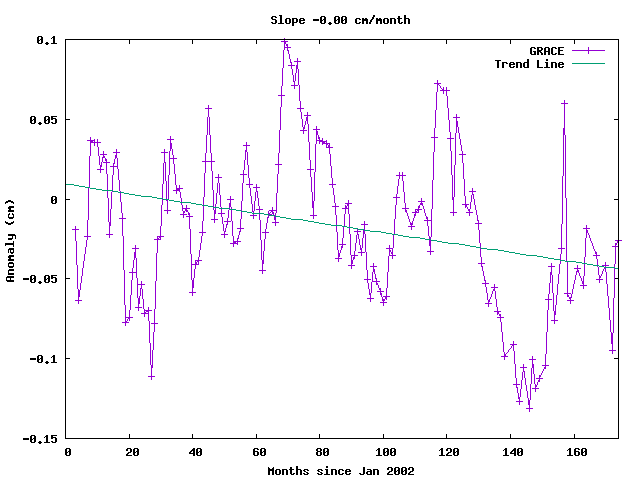 Slope -0.00 cm/month
0.1
GRACE
Trend Line
0.05
0
-0.05
-0.1
-0.15
Anomaly (cm)
0 20 40 60 80 100 120 140 160
Months since Jan 2002